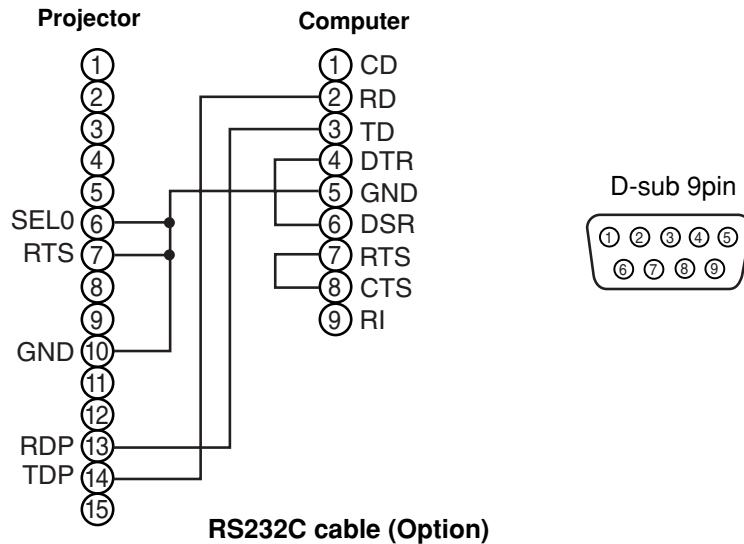 Projector
Computer
1
2
3
4
5
SEL0 6
RTS 7
8
9
GND 10
11
12
RDP 13
TDP 14
15
1 CD
2 RD
3 TD
4 DTR
5 GND
6 DSR
7 RTS
8 CTS
9 RI
D-sub 9pin
1 2 3 4 5
6 7 8 9
RS232C cable (Option)